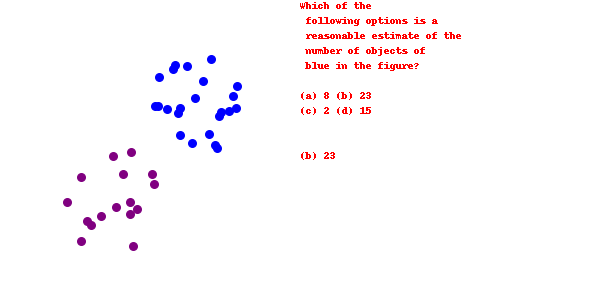 Which of the
following options is a
reasonable estimate of the
number of objects of
blue in the figure?
(a) 8 (b) 23
(c) 2 (d) 15
(b) 23